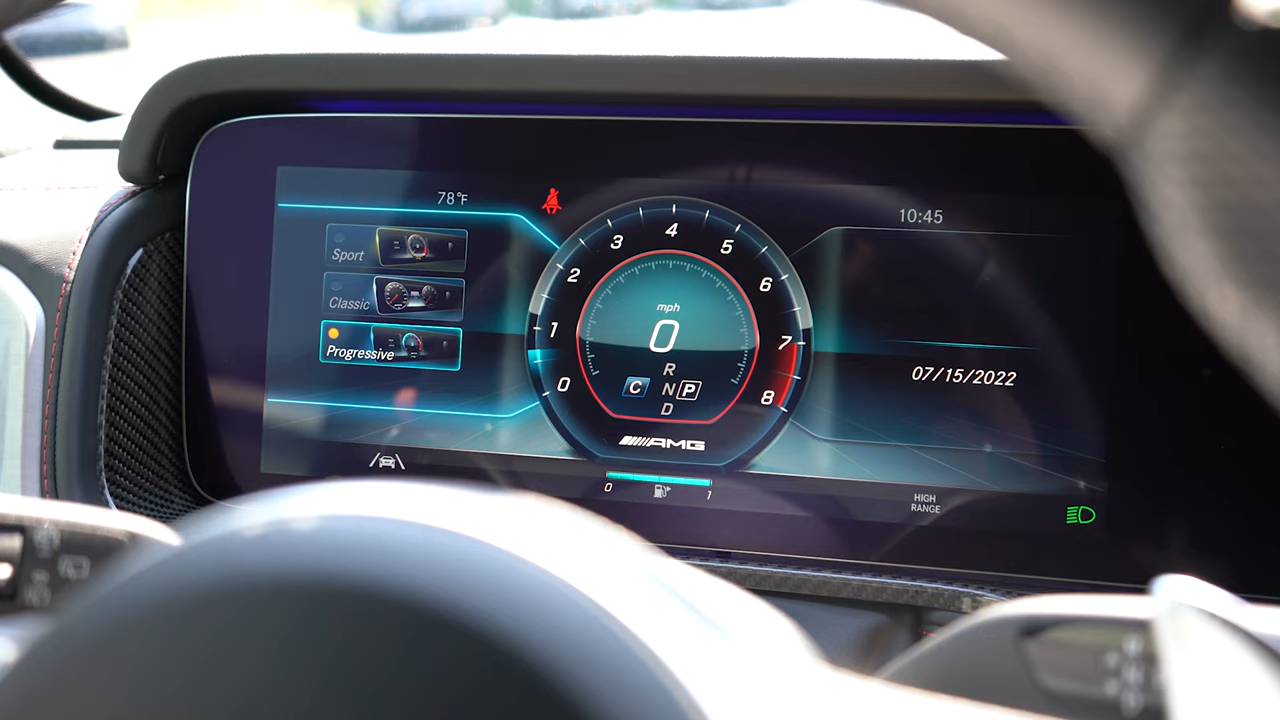 78°F
10:45
Sport
Classic
Progressive
0
1
2
3
4
5
6
7
8
mph
0
R
C
N
P
D
AMG
07/15/2022
0
1
HIGH
RANGE